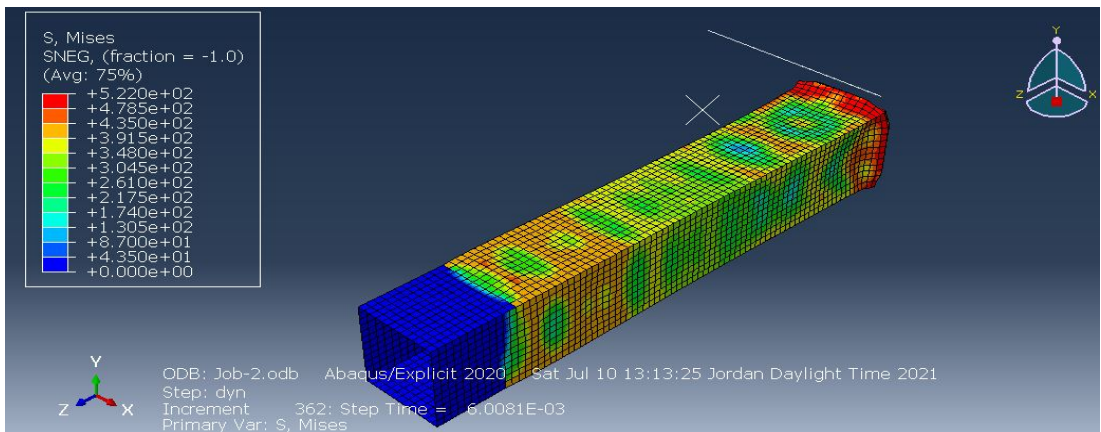 S, Mises
SNEG, (fraction = -1.0)
(Avg: 75%)
+5.220e+02
+4.785e+02
+4.350e+02
+3.915e+02
+3.480e+02
+3.045e+02
+2.610e+02
+2.175e+02
+1.740e+02
+1.305e+02
+8.700e+01
+4.350e+01
+0.000e+00
Y
Z X
Y
Z X
ODB: Job-2.odb Abaqus/Explicit 2020 Sat Jul 10 13:13:25 Jordan Daylight Time 2021
Step: dyn
Increment 362: Step Time = 6.0081E-03
Primary Var: S, Mises